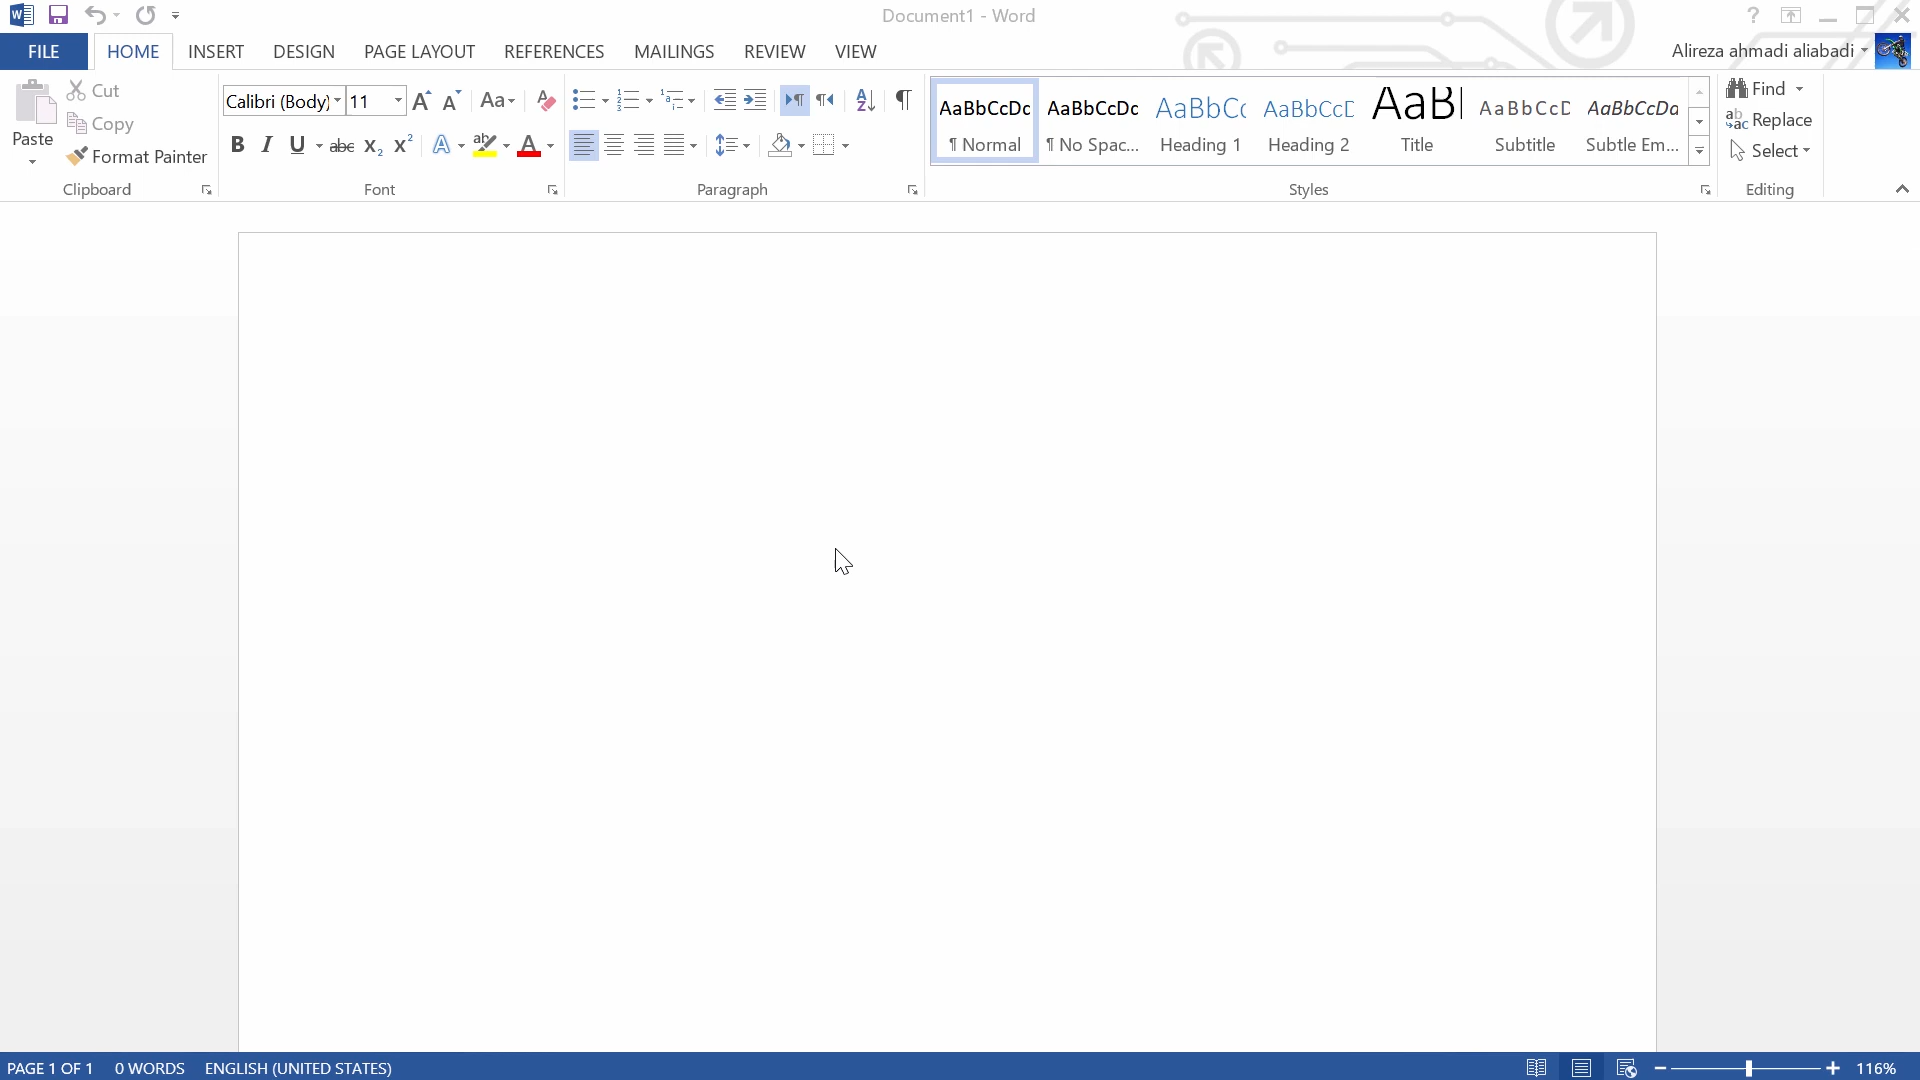 Document1 - Word
FILE HOME INSERT DESIGN PAGE LAYOUT REFERENCES MAILINGS REVIEW VIEW
Alireza ahmadi aliabadi
Paste
Cut
Copy
Format Painter
Clipboard
Calibri (Body) 11
Font
Paragraph
AaBbCcDc AaBbCcDc AaBbCc AaBbCcD AaB AaBbCcD AaBbCcDa
¶ Normal ¶ No Spac... Heading 1 Heading 2 Title Subtitle Subtle Em...
Styles
Find
Replace
Select
Editing
PAGE 1 OF 1 0 WORDS ENGLISH (UNITED STATES) 116%